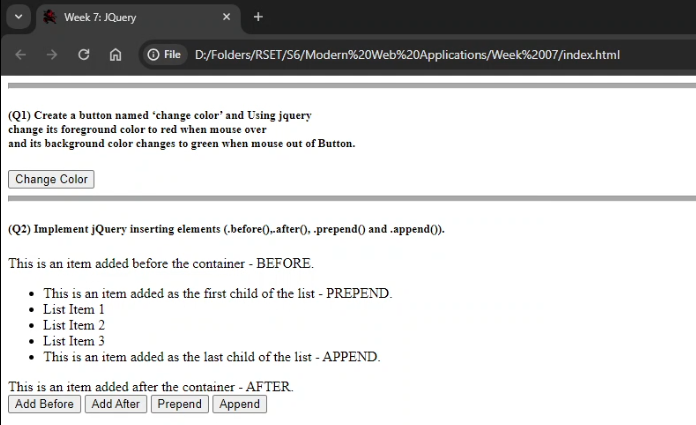 Week 7: JQuery
File D:/Folders/RSET/S6/Modern%20Web%20Applications/Week%2007/index.html
(Q1) Create a button named ‘change color’ and Using jquery
change its foreground color to red when mouse over
and its background color changes to green when mouse out of Button.
Change Color
(Q2) Implement jQuery inserting elements (.before(),.after(), .prepend() and .append()).
This is an item added before the container - BEFORE.
• This is an item added as the first child of the list - PREPEND.
• List Item 1
• List Item 2
• List Item 3
• This is an item added as the last child of the list - APPEND.
This is an item added after the container - AFTER.
Add Before Add After Prepend Append